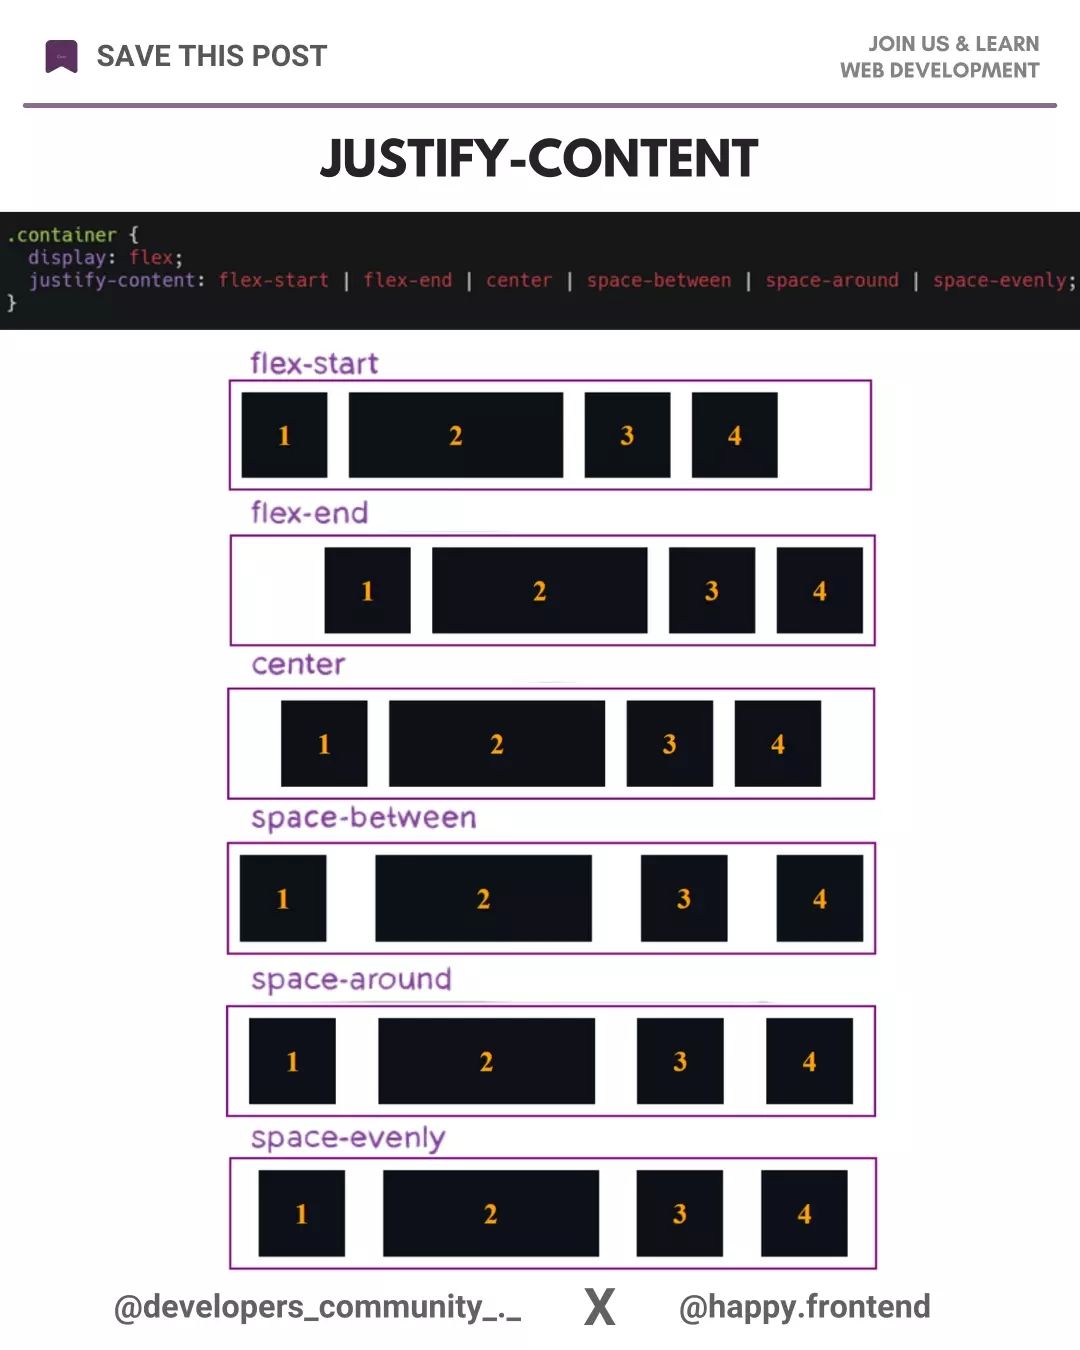 SAVE THIS POST
JOIN US & LEARN
WEB DEVELOPMENT
JUSTIFY-CONTENT
.container {
  display: flex;
  justify-content: flex-start | flex-end | center | space-between | space-around | space-evenly;
}
flex-start
1 2 3 4
flex-end
1 2 3 4
center
1 2 3 4
space-between
1 2 3 4
space-around
1 2 3 4
space-evenly
1 2 3 4
@developers_community_._ X @happy.frontend